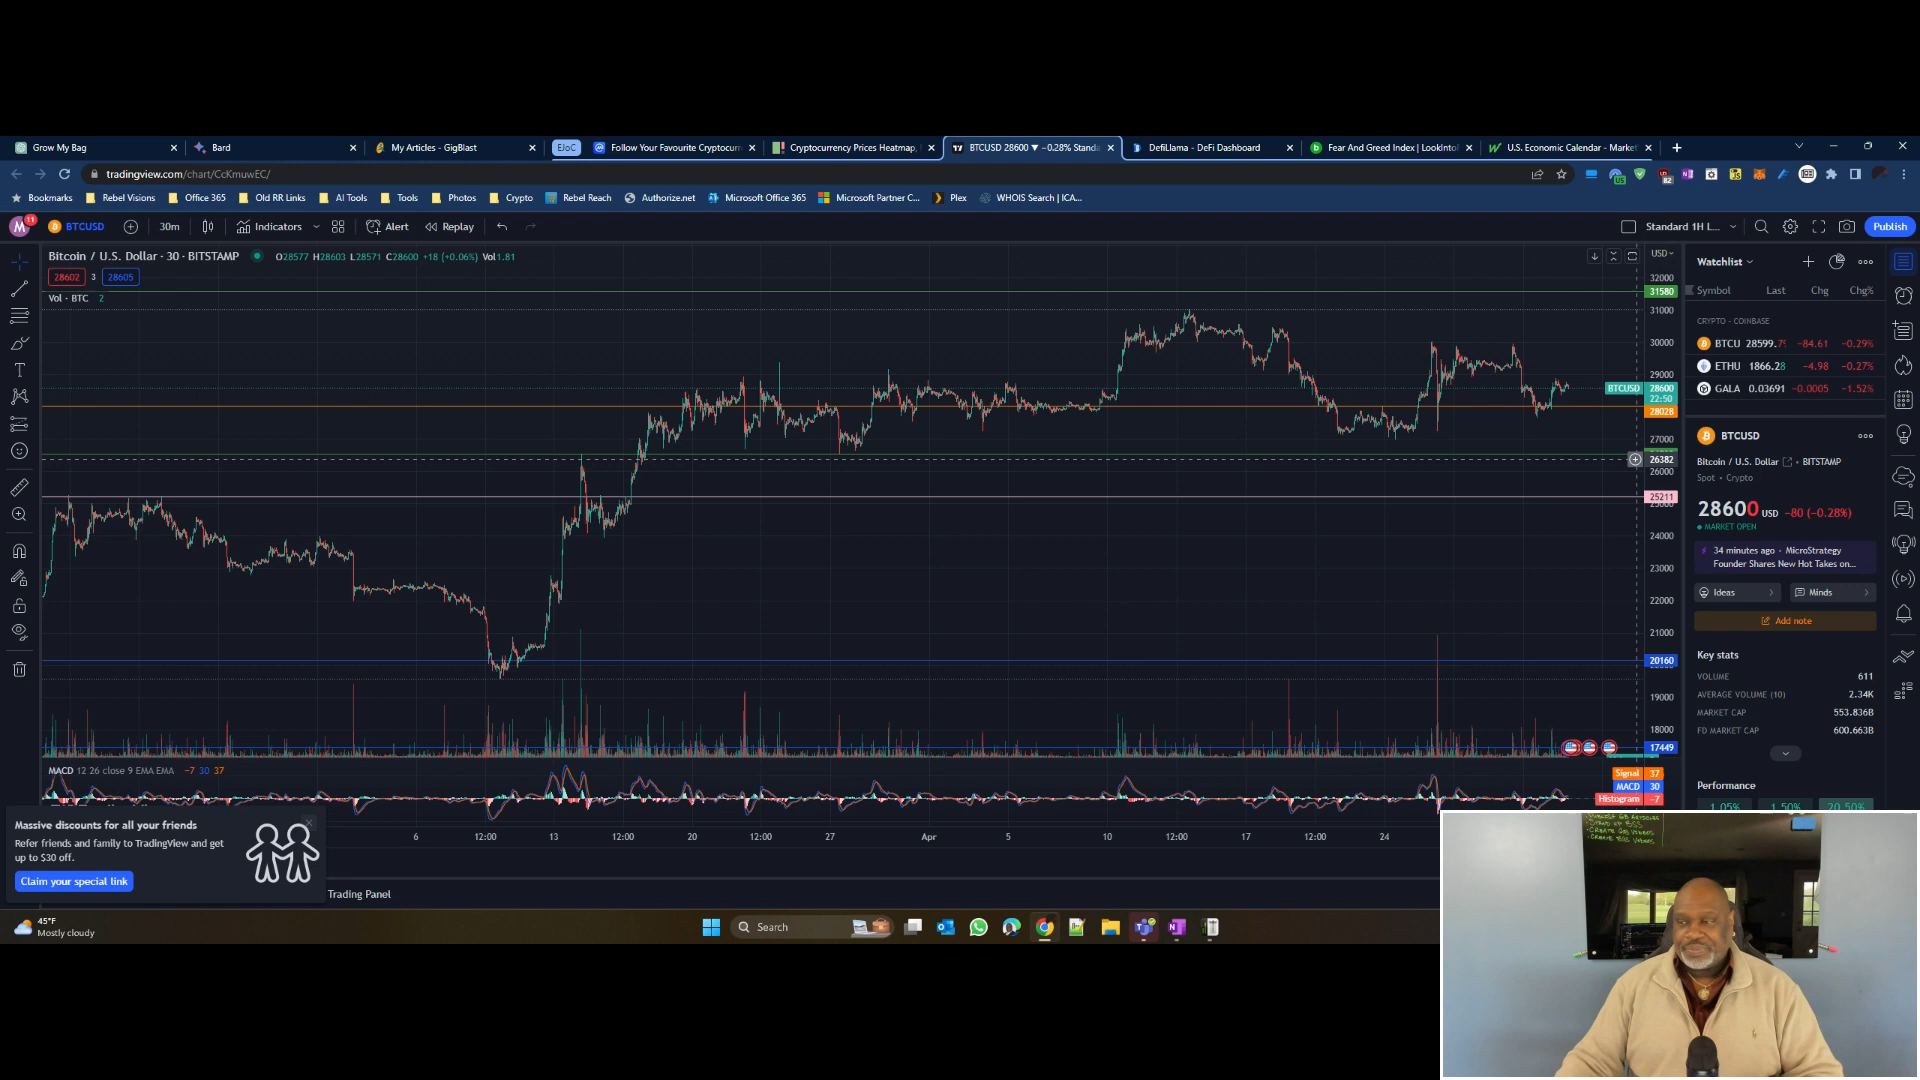 Grow My Bag
Bard
My Articles - GigBlast
EJoC
Follow Your Favourite Cryptocurr
Cryptocurrency Prices Heatmap,
BTCUSD 28600 ▼ −0.28% Standa
DefiLlama - DeFi Dashboard
Fear And Greed Index | LookIntoI
U.S. Economic Calendar - Market
tradingview.com/chart/CcKmuwEC/
Bookmarks
Rebel Visions
Office 365
Old RR Links
AI Tools
Tools
Photos
Crypto
Rebel Reach
Authorize.net
Microsoft Office 365
Microsoft Partner C...
Plex
WHOIS Search | ICA...
M
11
BTCUSD
30m
Indicators
Alert
Replay
Standard 1H L...
Publish
Bitcoin / U.S. Dollar · 30 · BITSTAMP
O28577 H28603 L28571 C28600 +18 (+0.06%) Vol1.81
28602
3
28605
Vol · BTC 2
USD
32000
31580
31000
30000
29000
BTCUSD 28600
22:50
28028
27000
26382
26000
25211
25000
24000
23000
22000
21000
20160
19000
18000
17449
MACD 12 26 close 9 EMA EMA −7 30 37
Signal 37
MACD 30
Histogram −7
6
12:00
13
12:00
20
12:00
27
Apr
5
10
12:00
17
12:00
24
Watchlist
Symbol Last Chg Chg%
CRYPTO - COINBASE
BTCU 28599.7 −84.61 −0.29%
ETHU 1866.28 −4.98 −0.27%
GALA 0.03691 −0.0005 −1.52%
BTCUSD
Bitcoin / U.S. Dollar • BITSTAMP
Spot • Crypto
28600 USD −80 (−0.28%)
MARKET OPEN
34 minutes ago • MicroStrategy
Founder Shares New Hot Takes on...
Ideas
Minds
Add note
Key stats
VOLUME 611
AVERAGE VOLUME (10) 2.34K
MARKET CAP 553.836B
FD MARKET CAP 600.663B
Performance
1.05% 1.50% 20.50%
Massive discounts for all your friends
Refer friends and family to TradingView and get
up to $30 off.
Claim your special link
Trading Panel
45°F
Mostly cloudy
Search